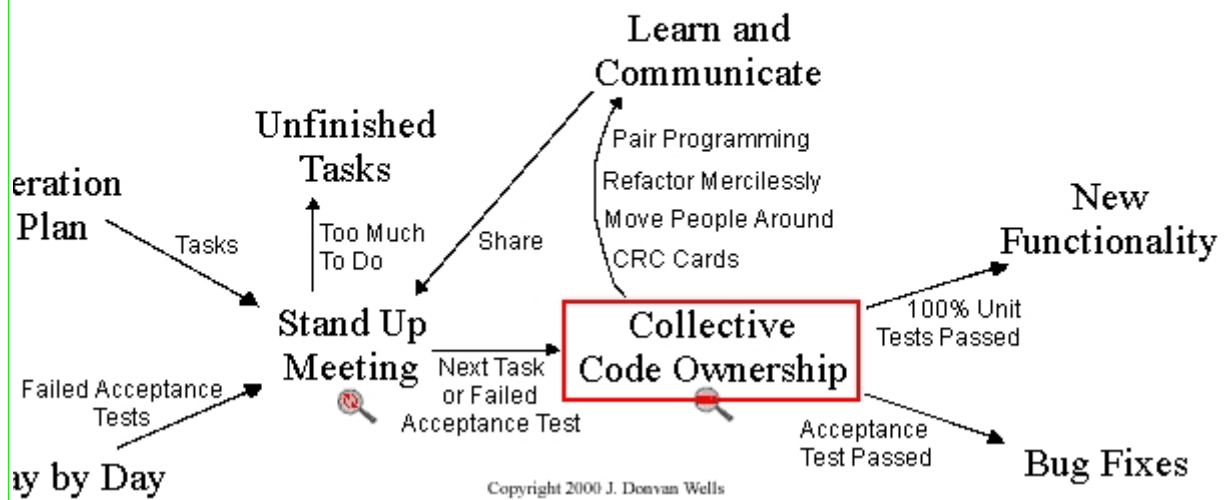 Learn and
Communicate
Unfinished
Tasks
Pair Programming
Refactor Mercilessly
Move People Around
CRC Cards
eration
Plan
Tasks
Too Much
To Do
Share
New
Functionality
Stand Up
Meeting
Collective
Code Ownership
100% Unit
Tests Passed
Failed Acceptance
Tests
Next Task
or Failed
Acceptance Test
Acceptance
Test Passed
ay by Day
Bug Fixes
Copyright 2000 J. Donvan Wells